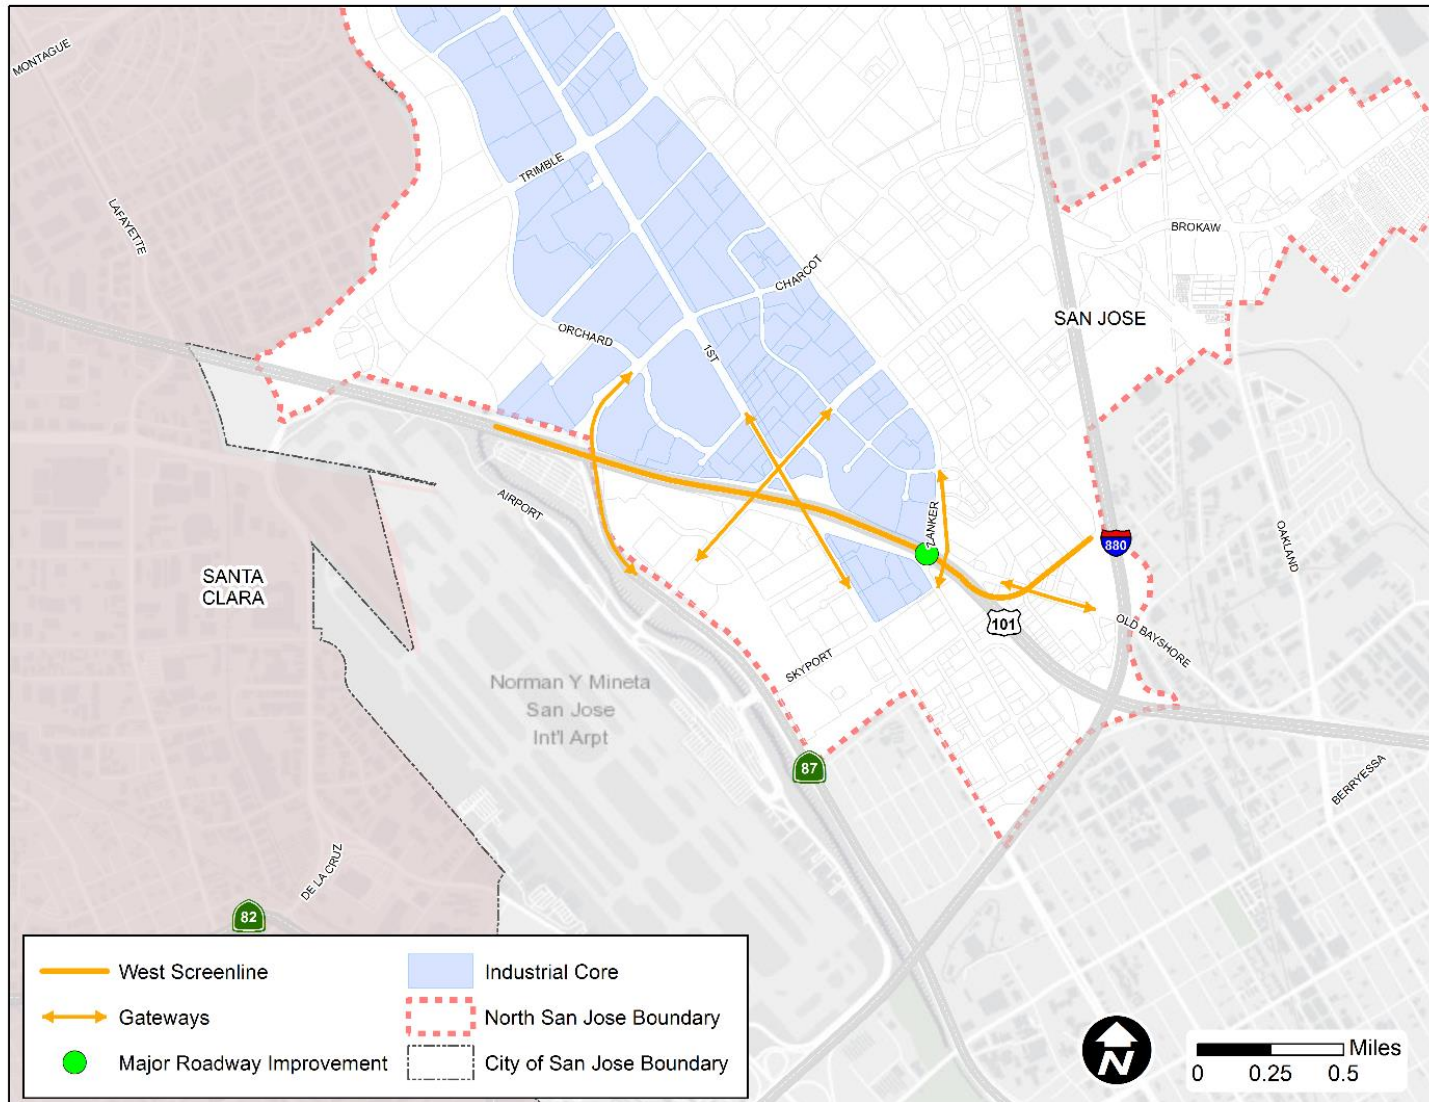 MONTAGUE
LAFAYETTE
TRIMBLE
CHARCOT
BROKAW
SAN JOSE
ORCHARD
1ST
AIRPORT
ZANKER
880
OAKLAND
SANTA
CLARA
101
OLD BAYSHORE
SKYPORT
Norman Y Mineta
San Jose
Int'l Arpt
87
BERRYESSA
DE LA CRUZ
82
West Screenline
Industrial Core
Gateways
North San Jose Boundary
Major Roadway Improvement
City of San Jose Boundary
N
Miles
0 0.25 0.5